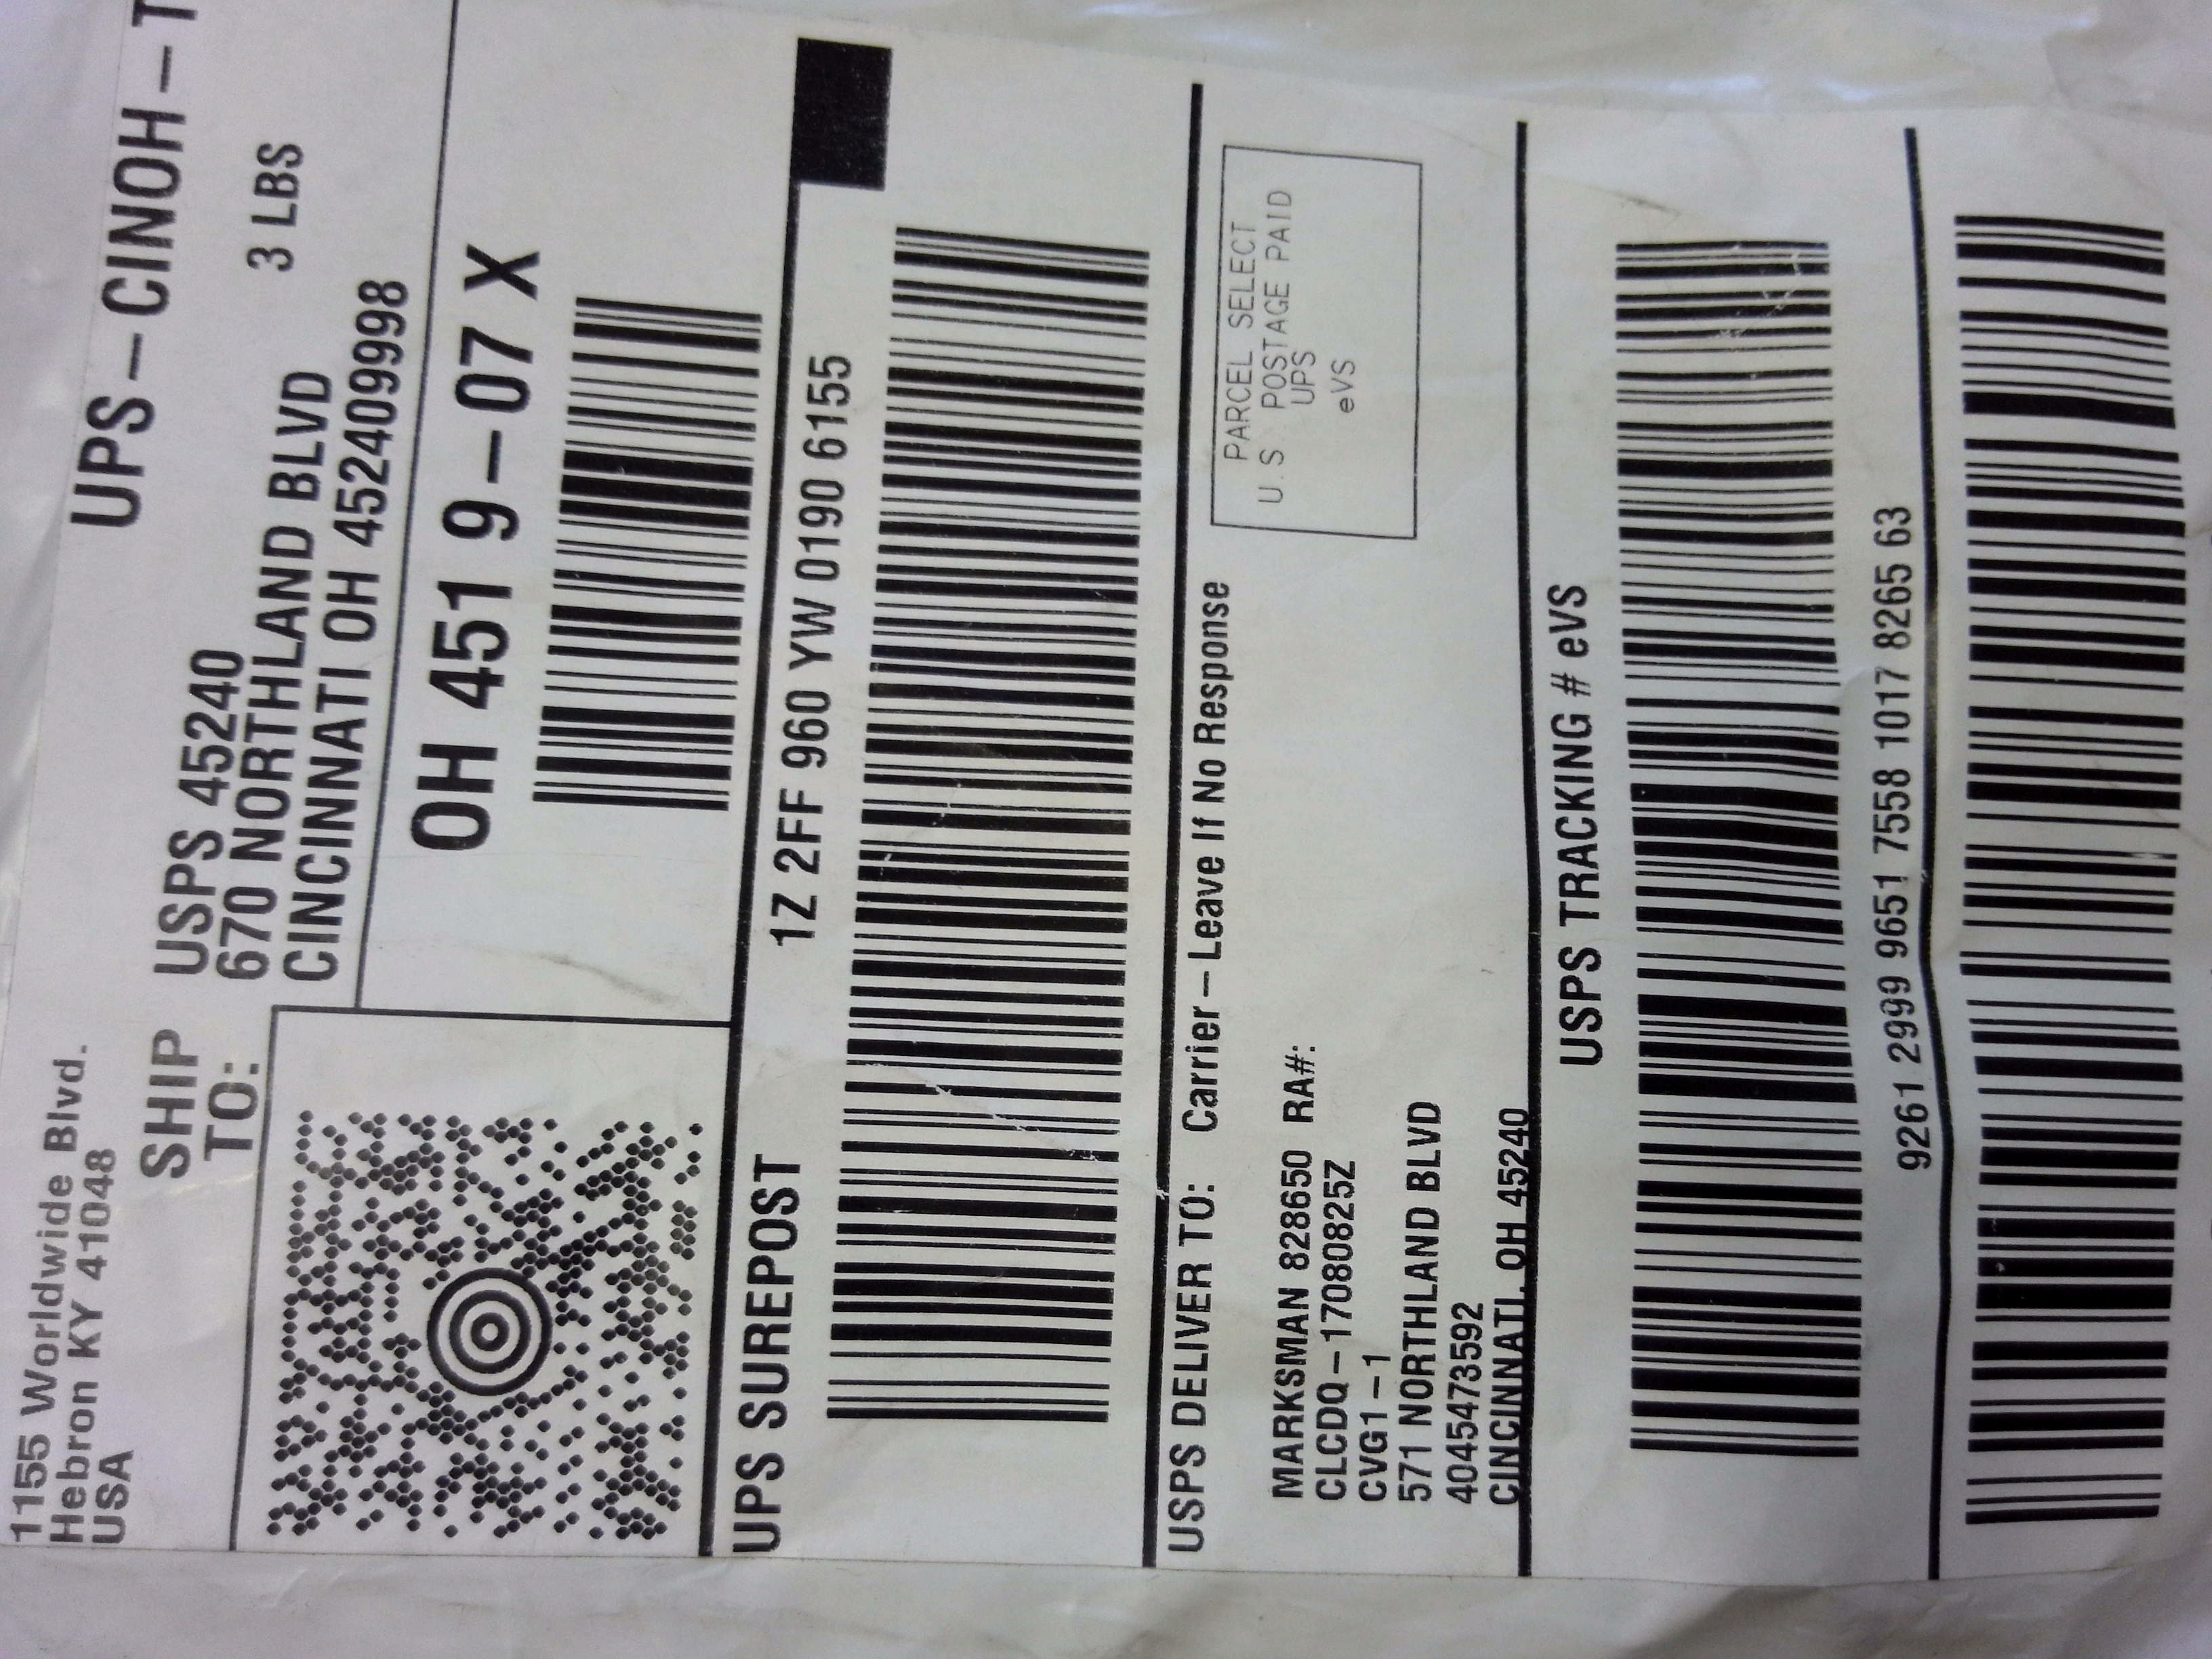 1155 Worldwide Blvd.
Hebron KY 41048
USA
UPS-CINOH-T
3 LBS
SHIP
TO:
USPS 45240
670 NORTHLAND BLVD
CINCINNATI OH 452409998
OH 451 9-07 X
UPS SUREPOST
1Z 2FF 960 YW 0190 6155
USPS DELIVER TO: Carrier-Leave If No Response
MARKSMAN 828650 RA#:
CLCDQ-17080825Z
CVG1-1
571 NORTHLAND BLVD
4045473592
CINCINNATI, OH 45240
PARCEL SELECT
U.S POSTAGE PAID
UPS
eVS
USPS TRACKING # eVS
9261 2999 9651 7558 1017 8265 63